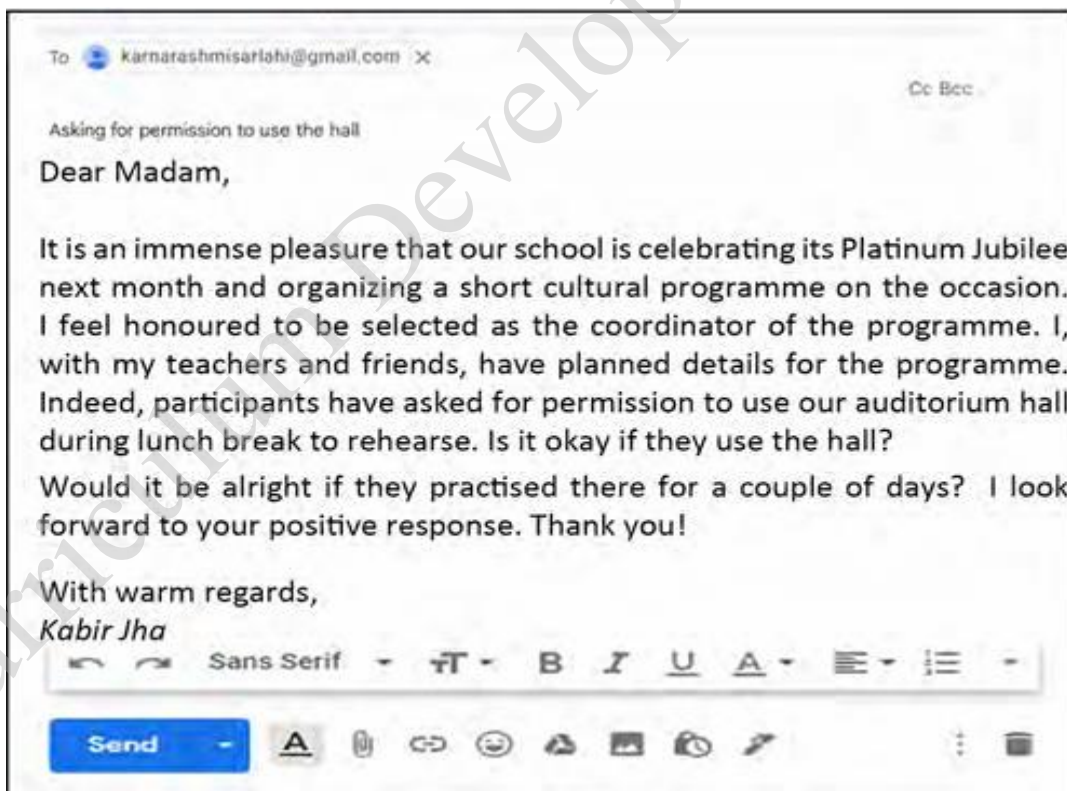 To karnarashmisarlahi@gmail.com ×
Cc Bcc
Asking for permission to use the hall
Dear Madam,
It is an immense pleasure that our school is celebrating its Platinum Jubilee
next month and organizing a short cultural programme on the occasion.
I feel honoured to be selected as the coordinator of the programme. I,
with my teachers and friends, have planned details for the programme.
Indeed, participants have asked for permission to use our auditorium hall
during lunch break to rehearse. Is it okay if they use the hall?
Would it be alright if they practised there for a couple of days? I look
forward to your positive response. Thank you!
With warm regards,
Kabir Jha
Sans Serif TT B I U A
Send A
urriculum Develop